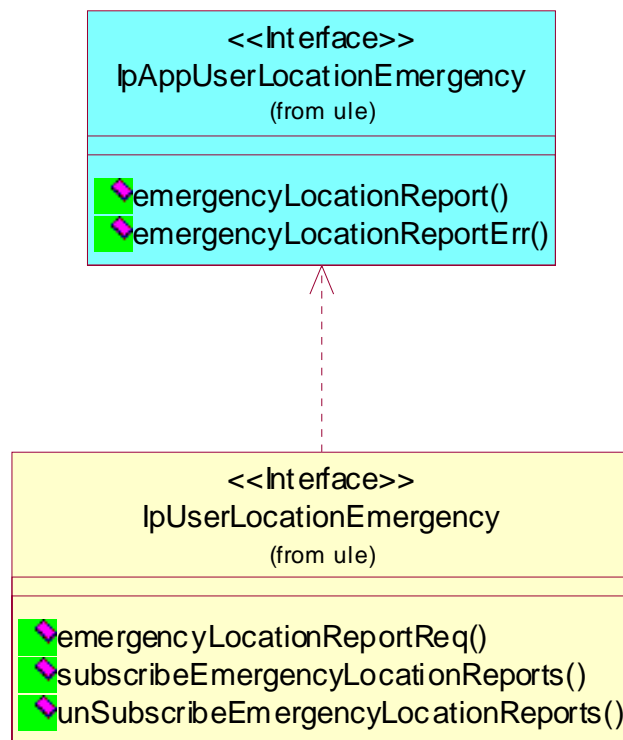 <<Interface>>
IpAppUserLocationEmergency
(from ule)
emergencyLocationReport()
emergencyLocationReportErr()
<<Interface>>
IpUserLocationEmergency
(from ule)
emergencyLocationReportReq()
subscribeEmergencyLocationReports()
unSubscribeEmergencyLocationReports()